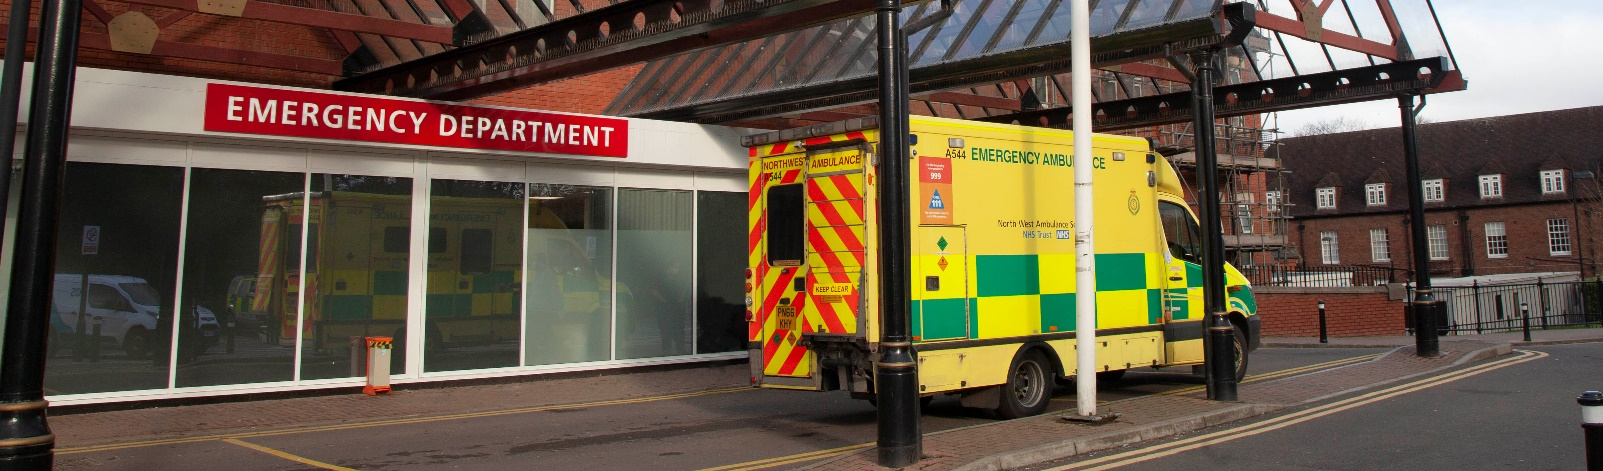 EMERGENCY DEPARTMENT
NORTHWEST AMBULANCE
A544
A544 EMERGENCY AMBULANCE
999
111
North West Ambulance
NHS Trust NHS
KEEP CLEAR
PN66
KHY